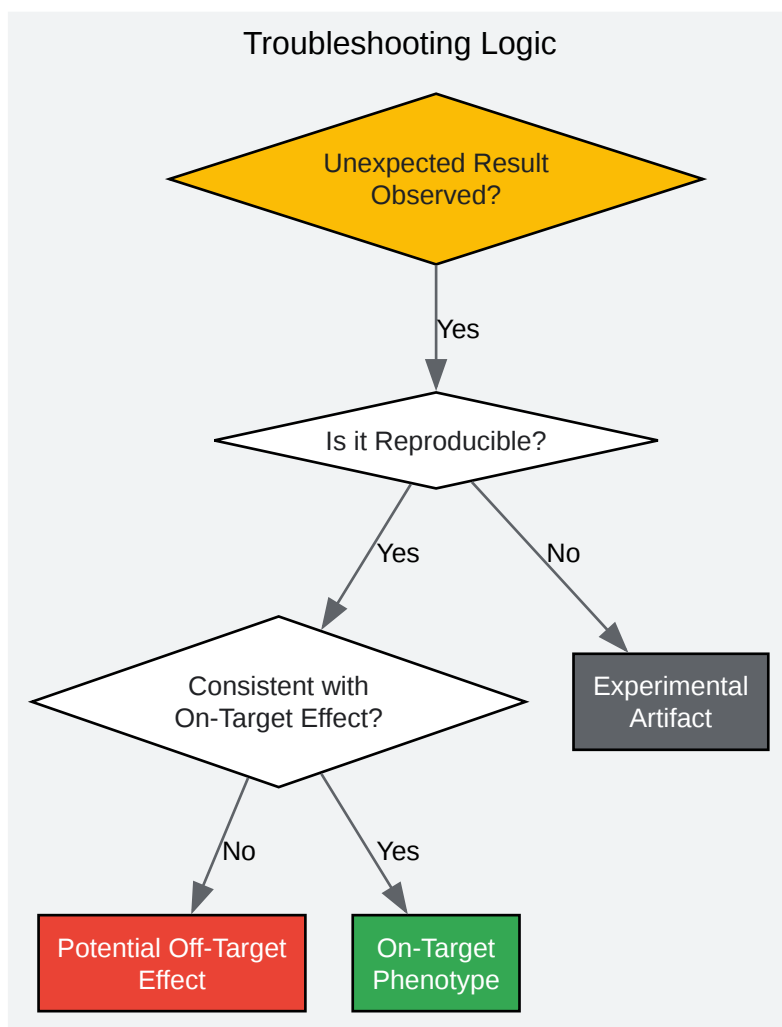 Troubleshooting Logic
Unexpected Result
Observed?
Yes
Is it Reproducible?
Yes
No
Consistent with
On-Target Effect?
Experimental
Artifact
No
Yes
Potential Off-Target
Effect
On-Target
Phenotype